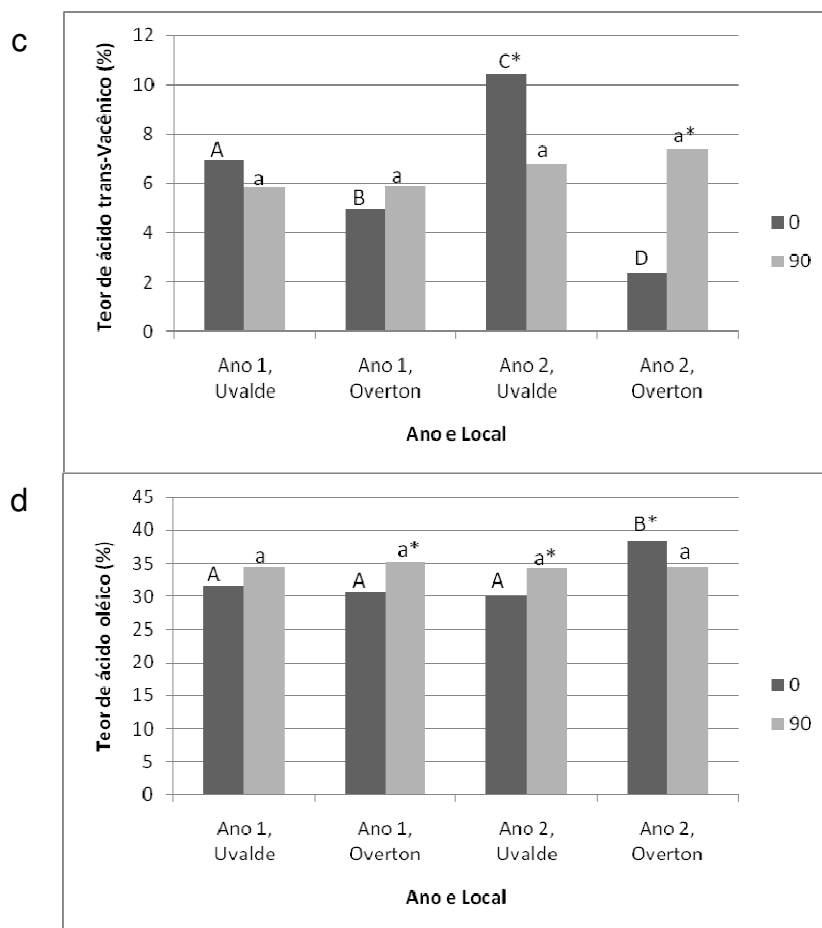 c
Teor de ácido trans-Vacênico (%)
12
10
8
6
4
2
0
A
a
B
a
C*
a
D
a*
Ano 1,
Uvalde
Ano 1,
Overton
Ano 2,
Uvalde
Ano 2,
Overton
Ano e Local
0
90
d
Teor de ácido oléico (%)
45
40
35
30
25
20
15
10
5
0
A
a
A
a*
A
a*
B*
a
Ano 1,
Uvalde
Ano 1,
Overton
Ano 2,
Uvalde
Ano 2,
Overton
Ano e Local
0
90